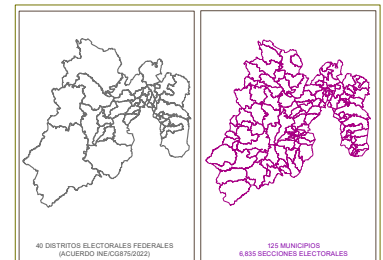 40 DISTRITOS ELECTORALES FEDERALES
(ACUERDO INE/CG875/2022)
125 MUNICIPIOS
6,835 SECCIONES ELECTORALES